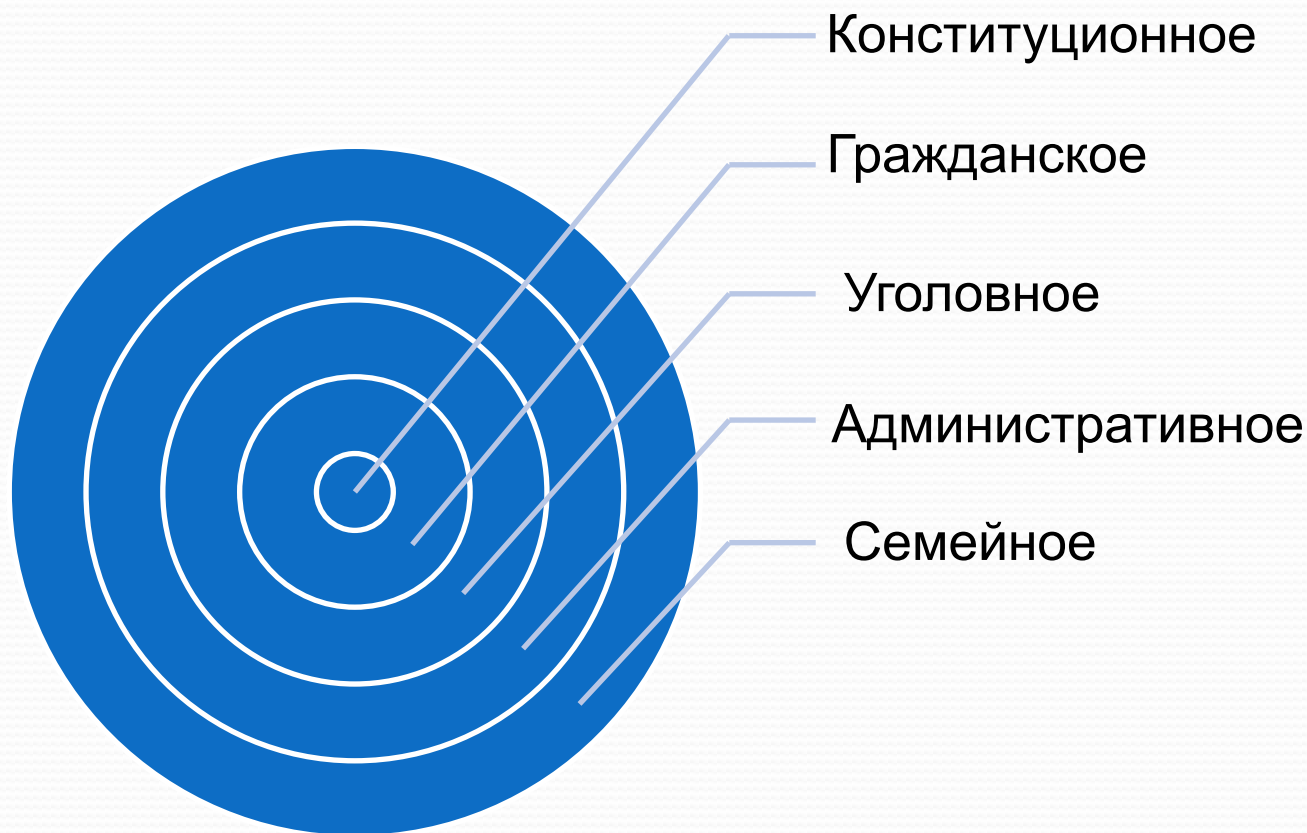 Конституционное
Гражданское
Уголовное
Административное
Семейное